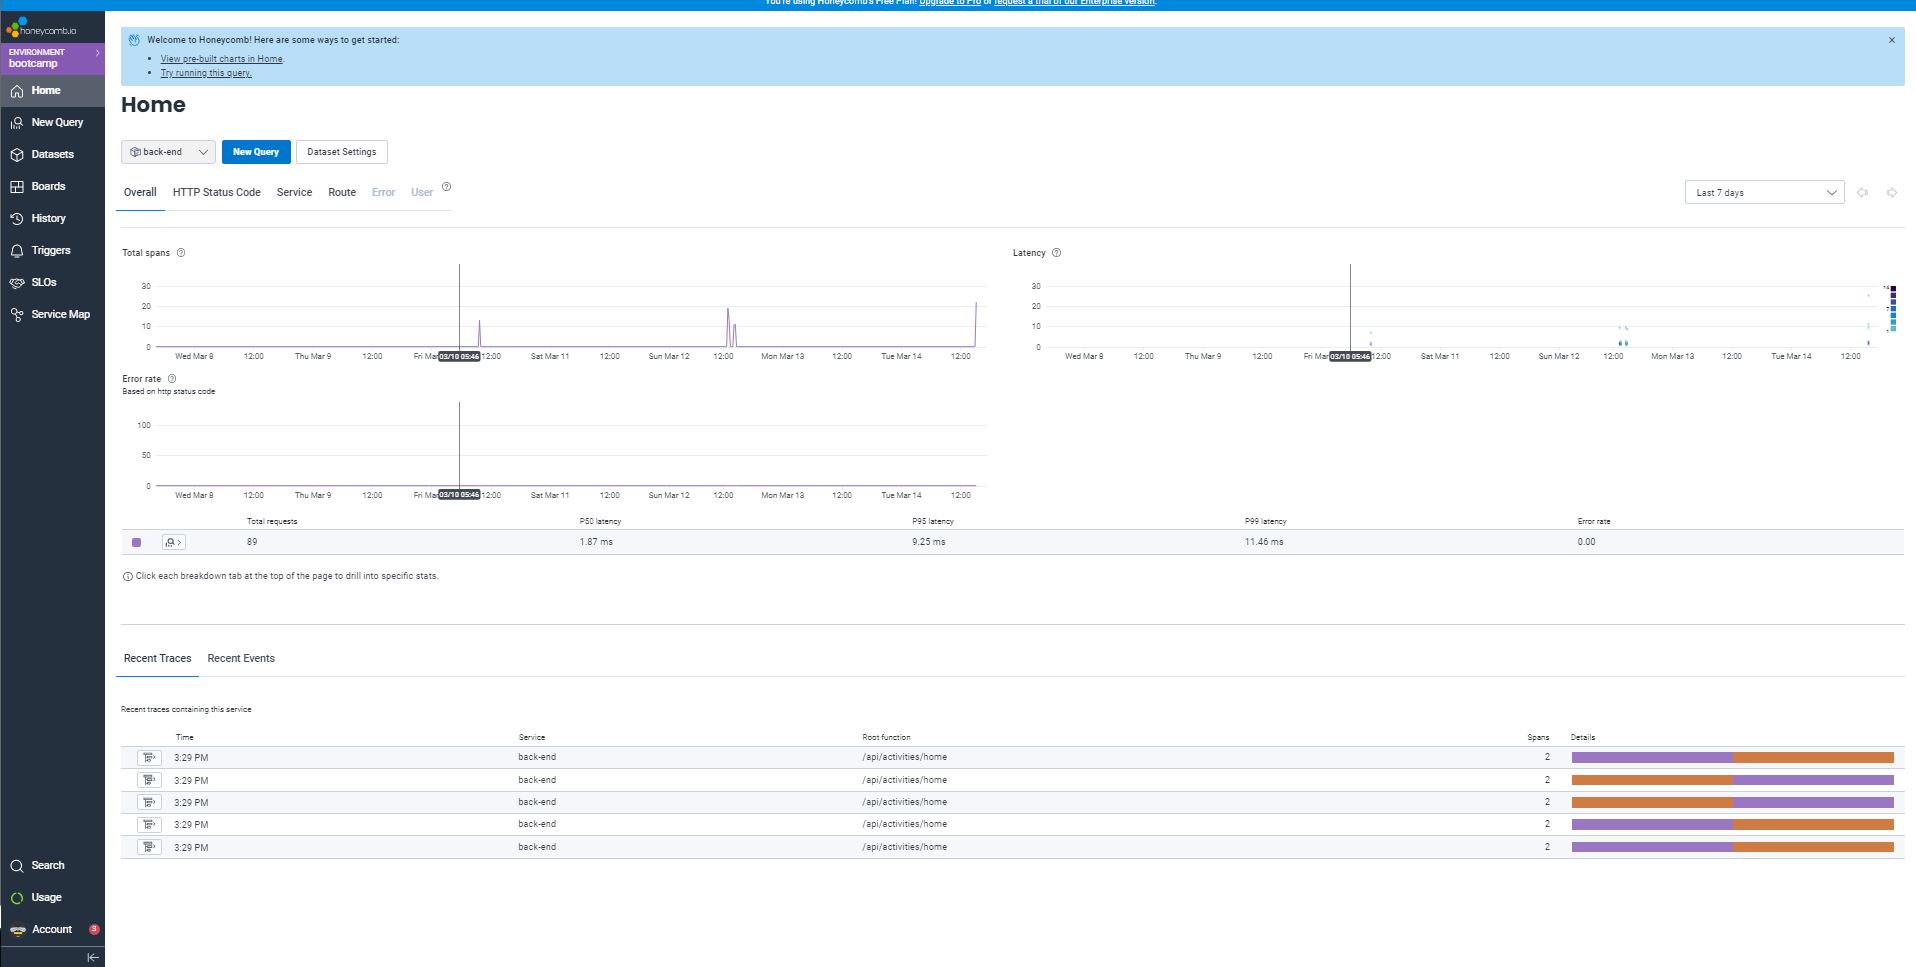 You're using Honeycomb's Free Plan! Upgrade to Pro or request a trial of our Enterprise version.
honeycomb.io
ENVIRONMENT
bootcamp
Home
New Query
Datasets
Boards
History
Triggers
SLOs
Service Map
Search
Usage
Account 3
Welcome to Honeycomb! Here are some ways to get started:
View pre-built charts in Home.
Try running this query.
Home
back-end New Query Dataset Settings
Overall HTTP Status Code Service Route Error User
Last 7 days
Total spans
30
20
10
0
Wed Mar 8 12:00 Thu Mar 9 12:00 Fri Mar 03/10 05:46 12:00 Sat Mar 11 12:00 Sun Mar 12 12:00 Mon Mar 13 12:00 Tue Mar 14 12:00
Latency
30
20
10
0
Wed Mar 8 12:00 Thu Mar 9 12:00 Fri Mar 03/10 05:46 12:00 Sat Mar 11 12:00 Sun Mar 12 12:00 Mon Mar 13 12:00 Tue Mar 14 12:00
Error rate
Based on http status code
100
50
0
Wed Mar 8 12:00 Thu Mar 9 12:00 Fri Mar 03/10 05:46 12:00 Sat Mar 11 12:00 Sun Mar 12 12:00 Mon Mar 13 12:00 Tue Mar 14 12:00
Total requests P50 latency P95 latency P99 latency Error rate
89 1.87 ms 9.25 ms 11.46 ms 0.00
Click each breakdown tab at the top of the page to drill into specific stats.
Recent Traces Recent Events
Recent traces containing this service
Time Service Root function Spans Details
3:29 PM back-end /api/activities/home 2
3:29 PM back-end /api/activities/home 2
3:29 PM back-end /api/activities/home 2
3:29 PM back-end /api/activities/home 2
3:29 PM back-end /api/activities/home 2